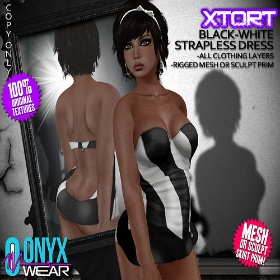 COPY ONLY
XTORT
BLACK-WHITE
STRAPLESS DRESS
-ALL CLOTHING LAYERS
-RIGGED MESH OR SCULPT PRIM
100%
ORIGINAL
TEXTURES
MESH
OR SCULPT
SKIRT PRIM!
ONYX
WEAR